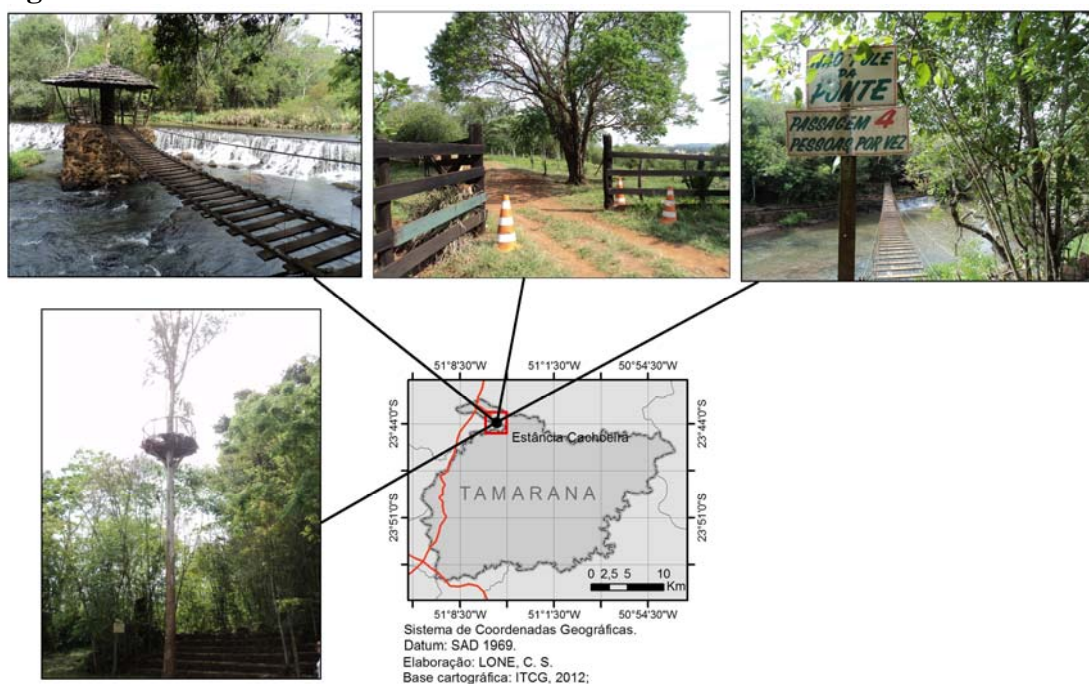 NÃO PULE
DA
PONTE
PASSAGEM 4
PESSOAS POR VEZ
51°8'30"W 51°1'30"W 50°54'30"W
23°44'0"S 23°44'0"S
Estância Cachoeira
TAMARANA
23°51'0"S 23°51'0"S
0 2,5 5 10
Km
51°8'30"W 51°1'30"W 50°54'30"W
Sistema de Coordenadas Geográficas.
Datum: SAD 1969.
Elaboração: LONE, C. S.
Base cartográfica: ITCG, 2012;